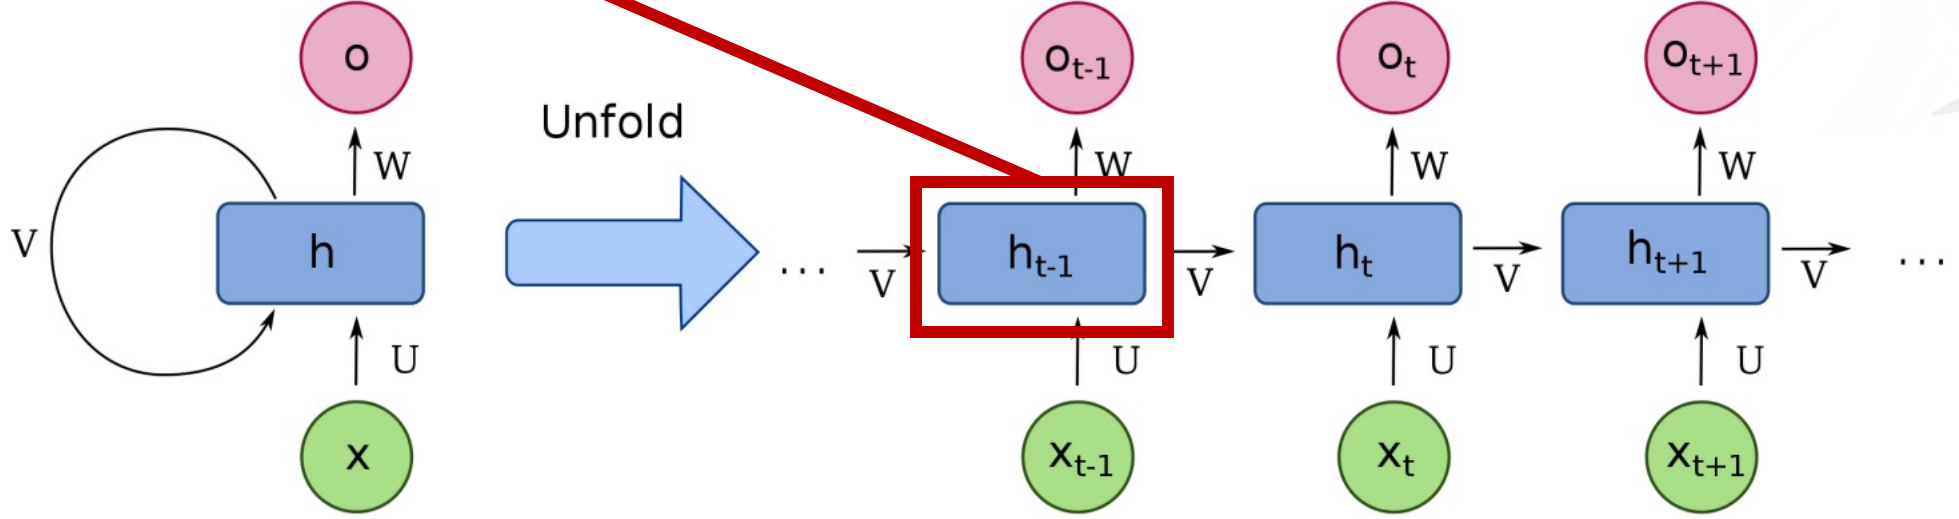 o
Unfold
V
W
h
U
x
o_{t-1}
o_t
o_{t+1}
W
W
W
...
V
h_{t-1}
V
h_t
V
h_{t+1}
V
...
U
U
U
x_{t-1}
x_t
x_{t+1}